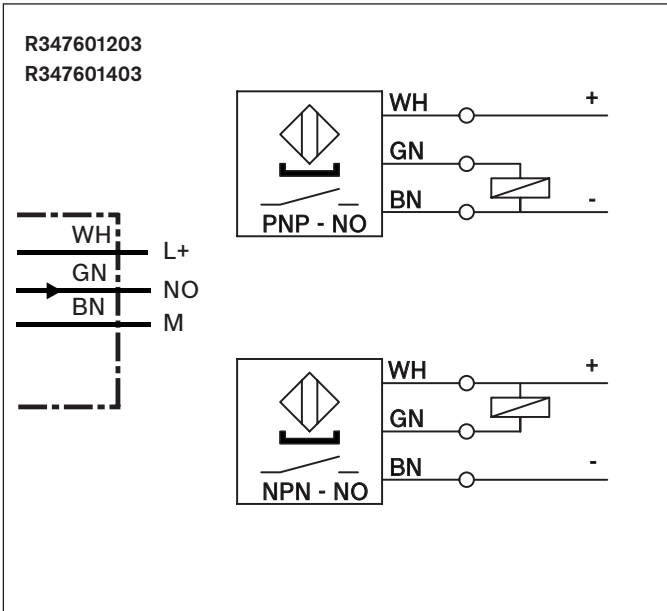 R347601203
R347601403
WH L+
GN NO
BN M
WH +
GN
BN -
PNP - NO
WH +
GN
BN -
NPN - NO